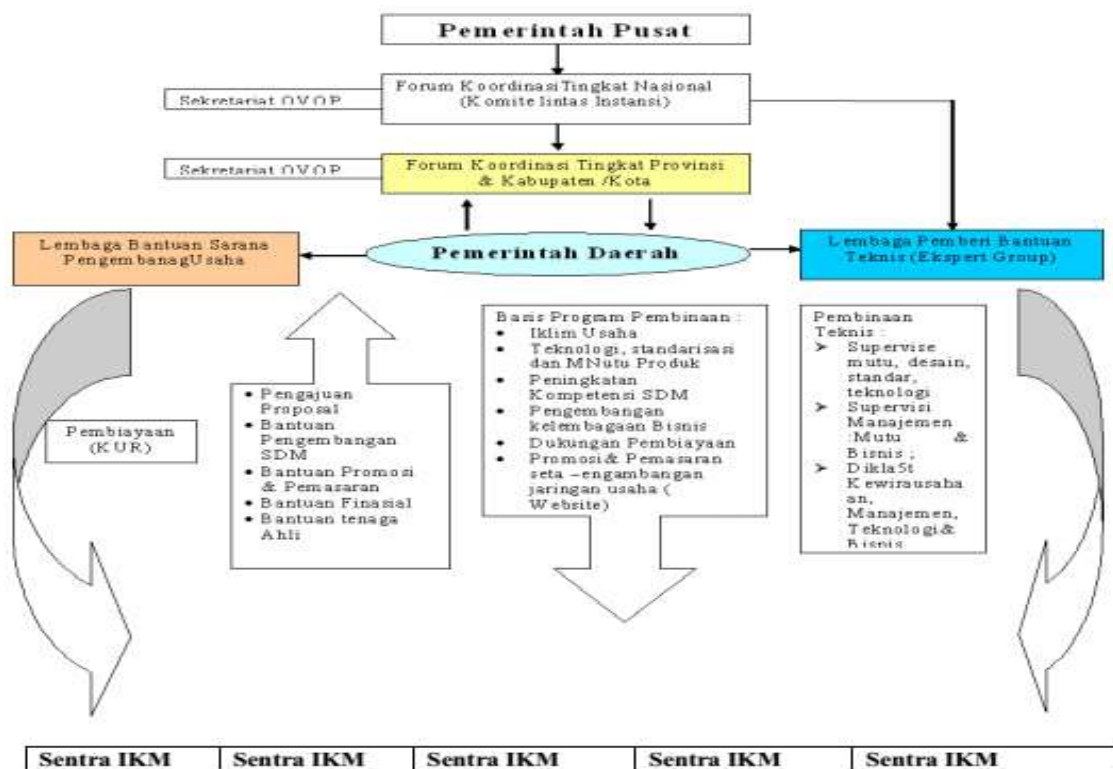 Pemerintah Pusat
Forum KoordinasiTingkat Nasional
(Komite lintas Instansi)
Sekretariat OVOP
Forum Koordinasi Tingkat Provinsi
& Kabupaten /Kota
Sekretariat OVOP
Lembaga Bantuan Sarana
PengembanagUsaha
Pemerintah Daerah
Lembaga Pemberi Bantuan
Teknis (Ekspert Group)
Pembiayaan
(KUR)
• Pengajuan
Proposal
• Bantuan
Pengembangan
SDM
• Bantuan Promosi
& Pemasaran
• Bantuan Finasial
• Bantuan tenaga
Ahli
Basis Program Pembinaan :
• Iklim Usaha
• Teknologi, standarisasi
dan MNutu Produk
• Peningkatan
Kompetensi SDM
• Pengembangan
kelembagaan Bisnis
• Dukungan Pembiayaan
• Promosi& Pemasaran
seta –engambangan
jaringan usaha (
Website)
Pembinaan
Teknis :
➢ Supervise
mutu, desain,
standar,
teknologi
➢ Supervisi
Manajemen
:Mutu &
Bisnis ;
➢ Dikla5t
Kewirausaha
an,
Manajemen,
Teknologi&
Bisnis
Sentra IKM Sentra IKM Sentra IKM Sentra IKM Sentra IKM